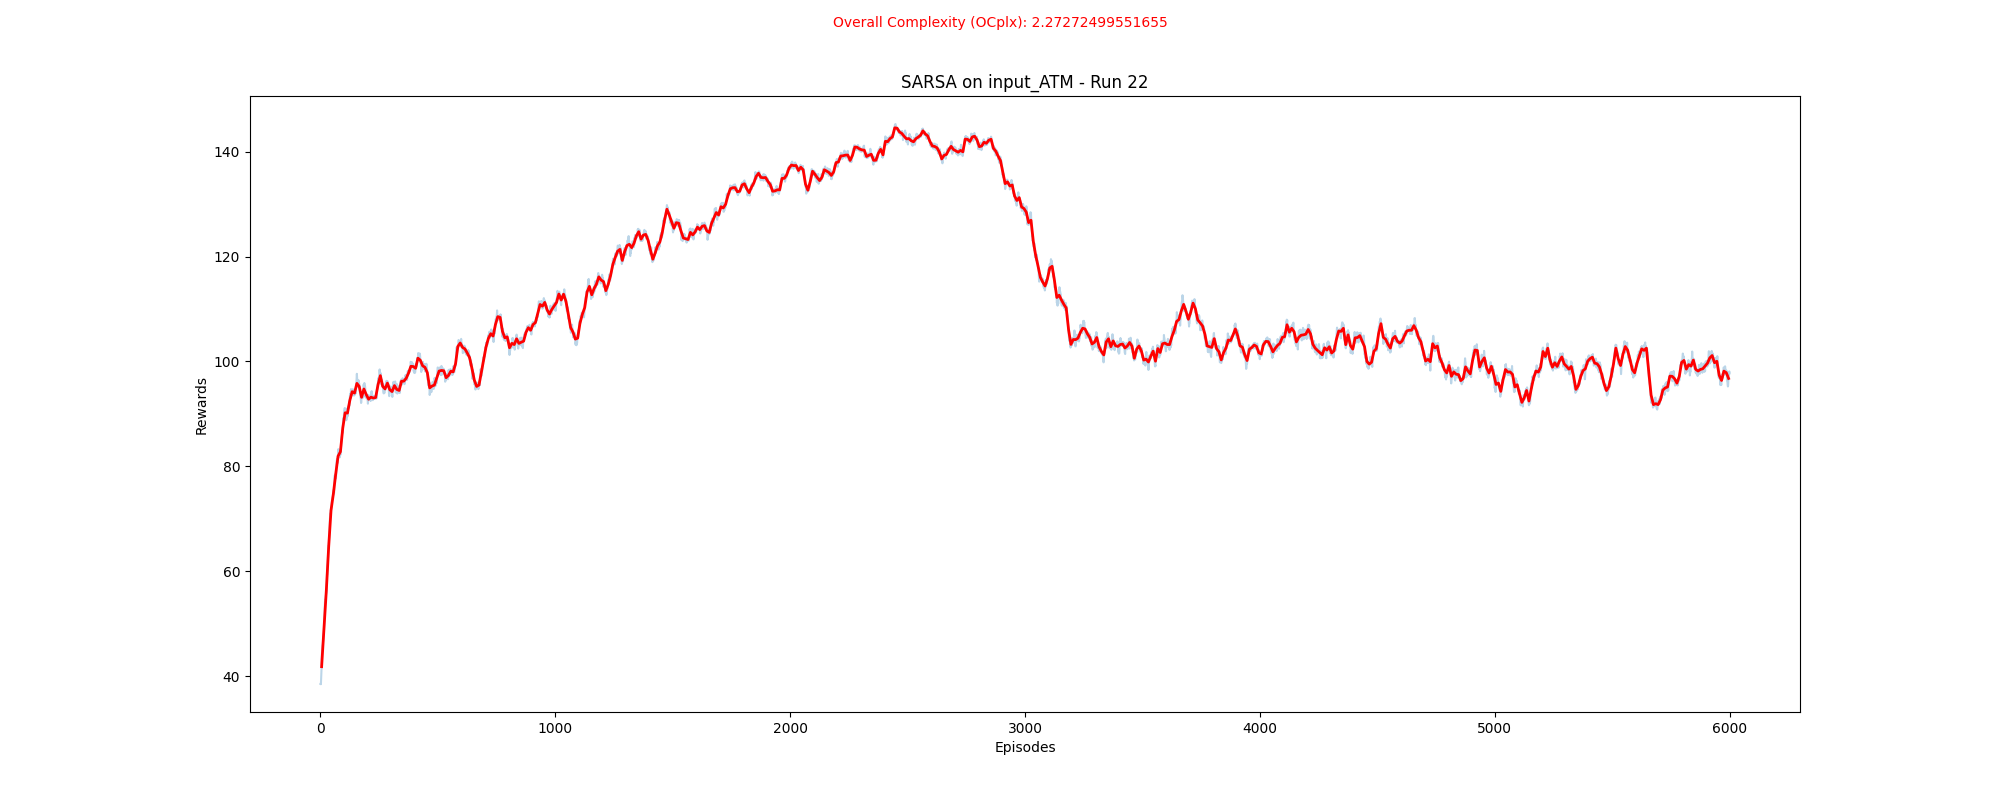 Overall Complexity (OCplx): 2.27272499551655
SARSA on input_ATM - Run 22
140
120
100
80
60
40
Rewards
0 1000 2000 3000 4000 5000 6000
Episodes